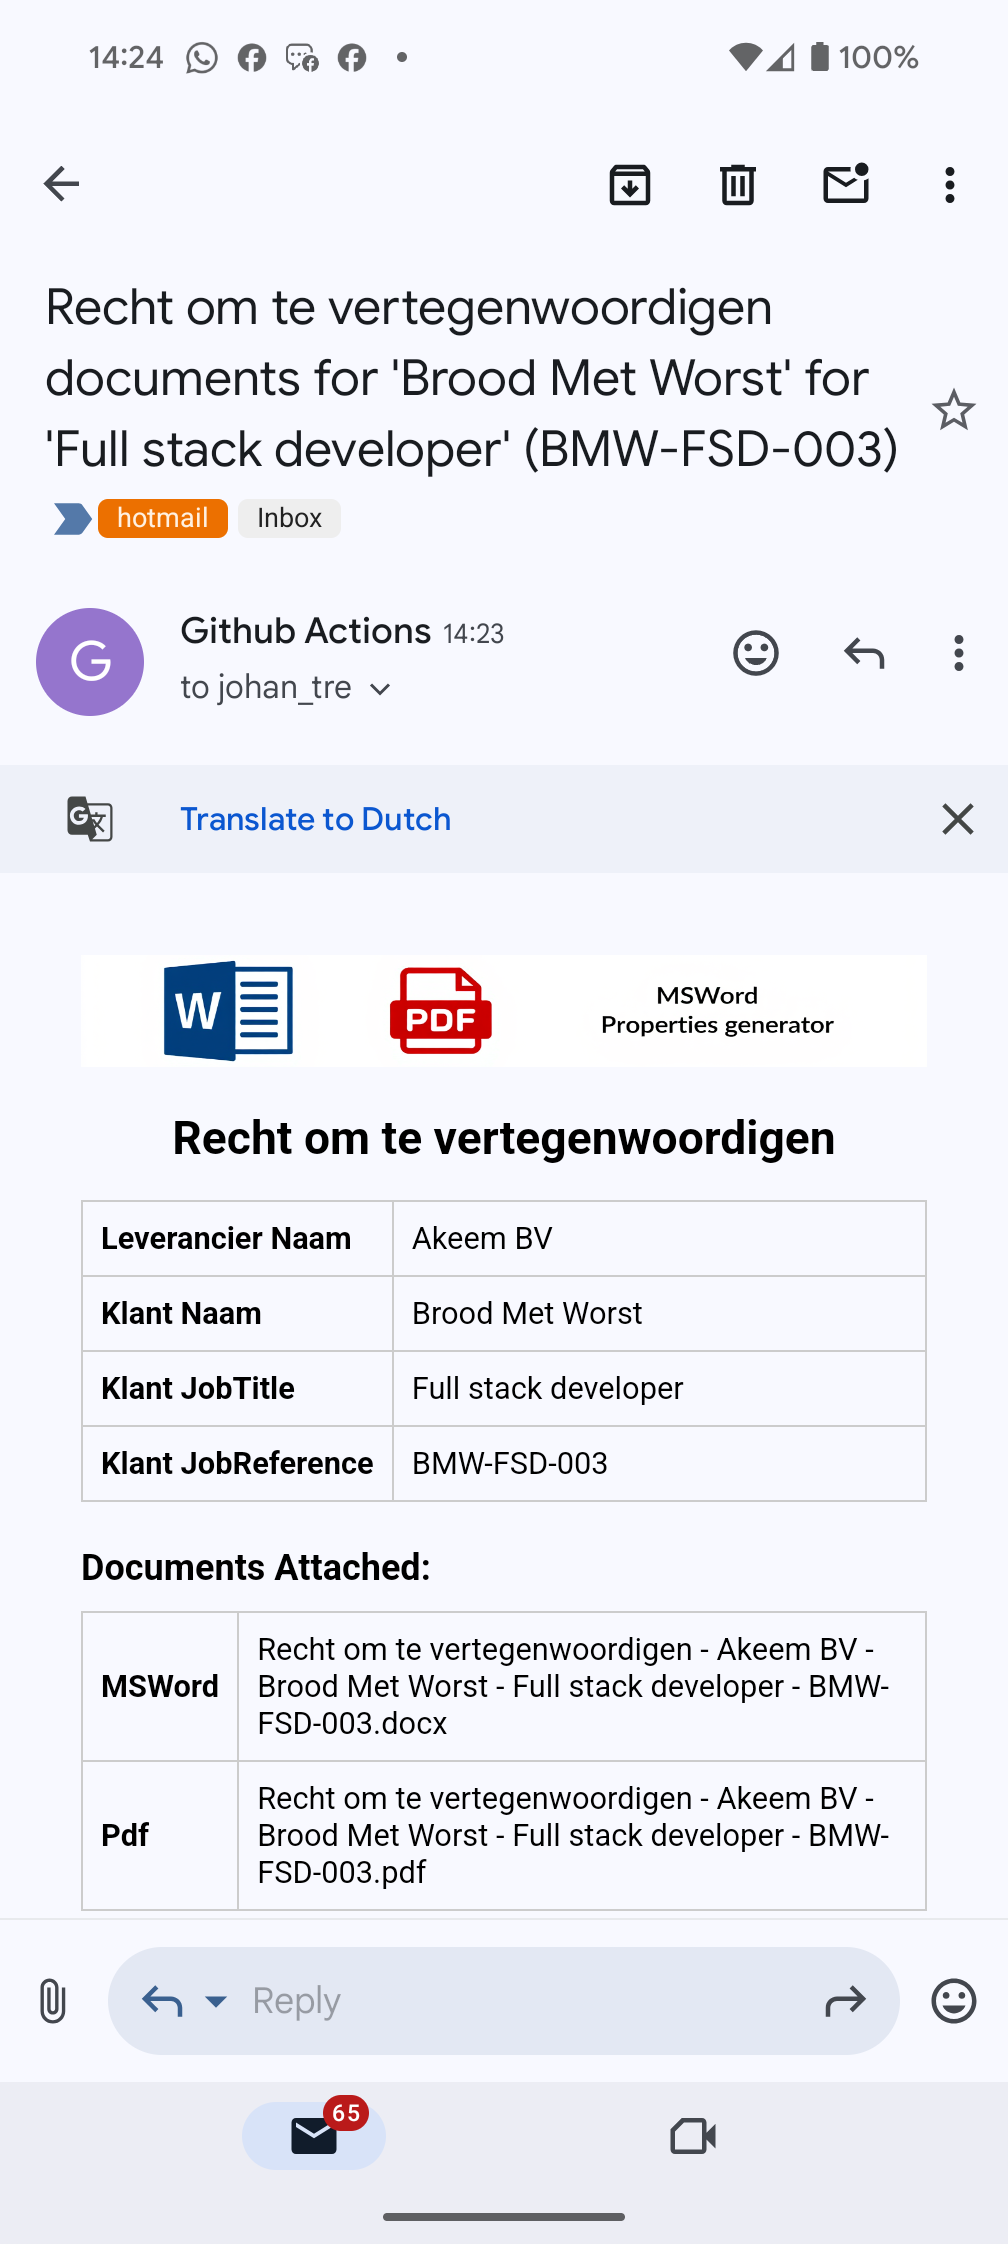 14:24
100%
Recht om te vertegenwoordigen
documents for 'Brood Met Worst' for
'Full stack developer' (BMW-FSD-003)
hotmail Inbox
G
Github Actions 14:23
to johan_tre
Translate to Dutch
W
PDF
MSWord
Properties generator
Recht om te vertegenwoordigen
Leverancier Naam Akeem BV
Klant Naam Brood Met Worst
Klant JobTitle Full stack developer
Klant JobReference BMW-FSD-003
Documents Attached:
MSWord
Recht om te vertegenwoordigen - Akeem BV -
Brood Met Worst - Full stack developer - BMW-
FSD-003.docx
Pdf
Recht om te vertegenwoordigen - Akeem BV -
Brood Met Worst - Full stack developer - BMW-
FSD-003.pdf
Reply
65